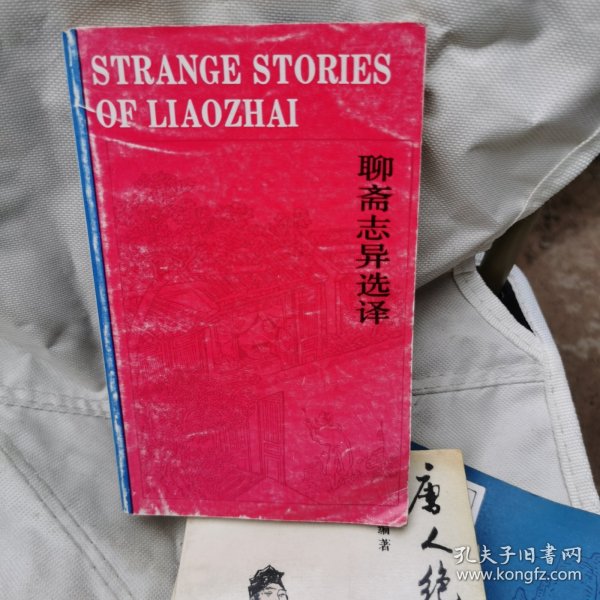 STRANGE STORIES
OF LIAOZHAI
聊斋志异选译
唐人绝
编著
孔夫子旧书网
www.kongfz.com